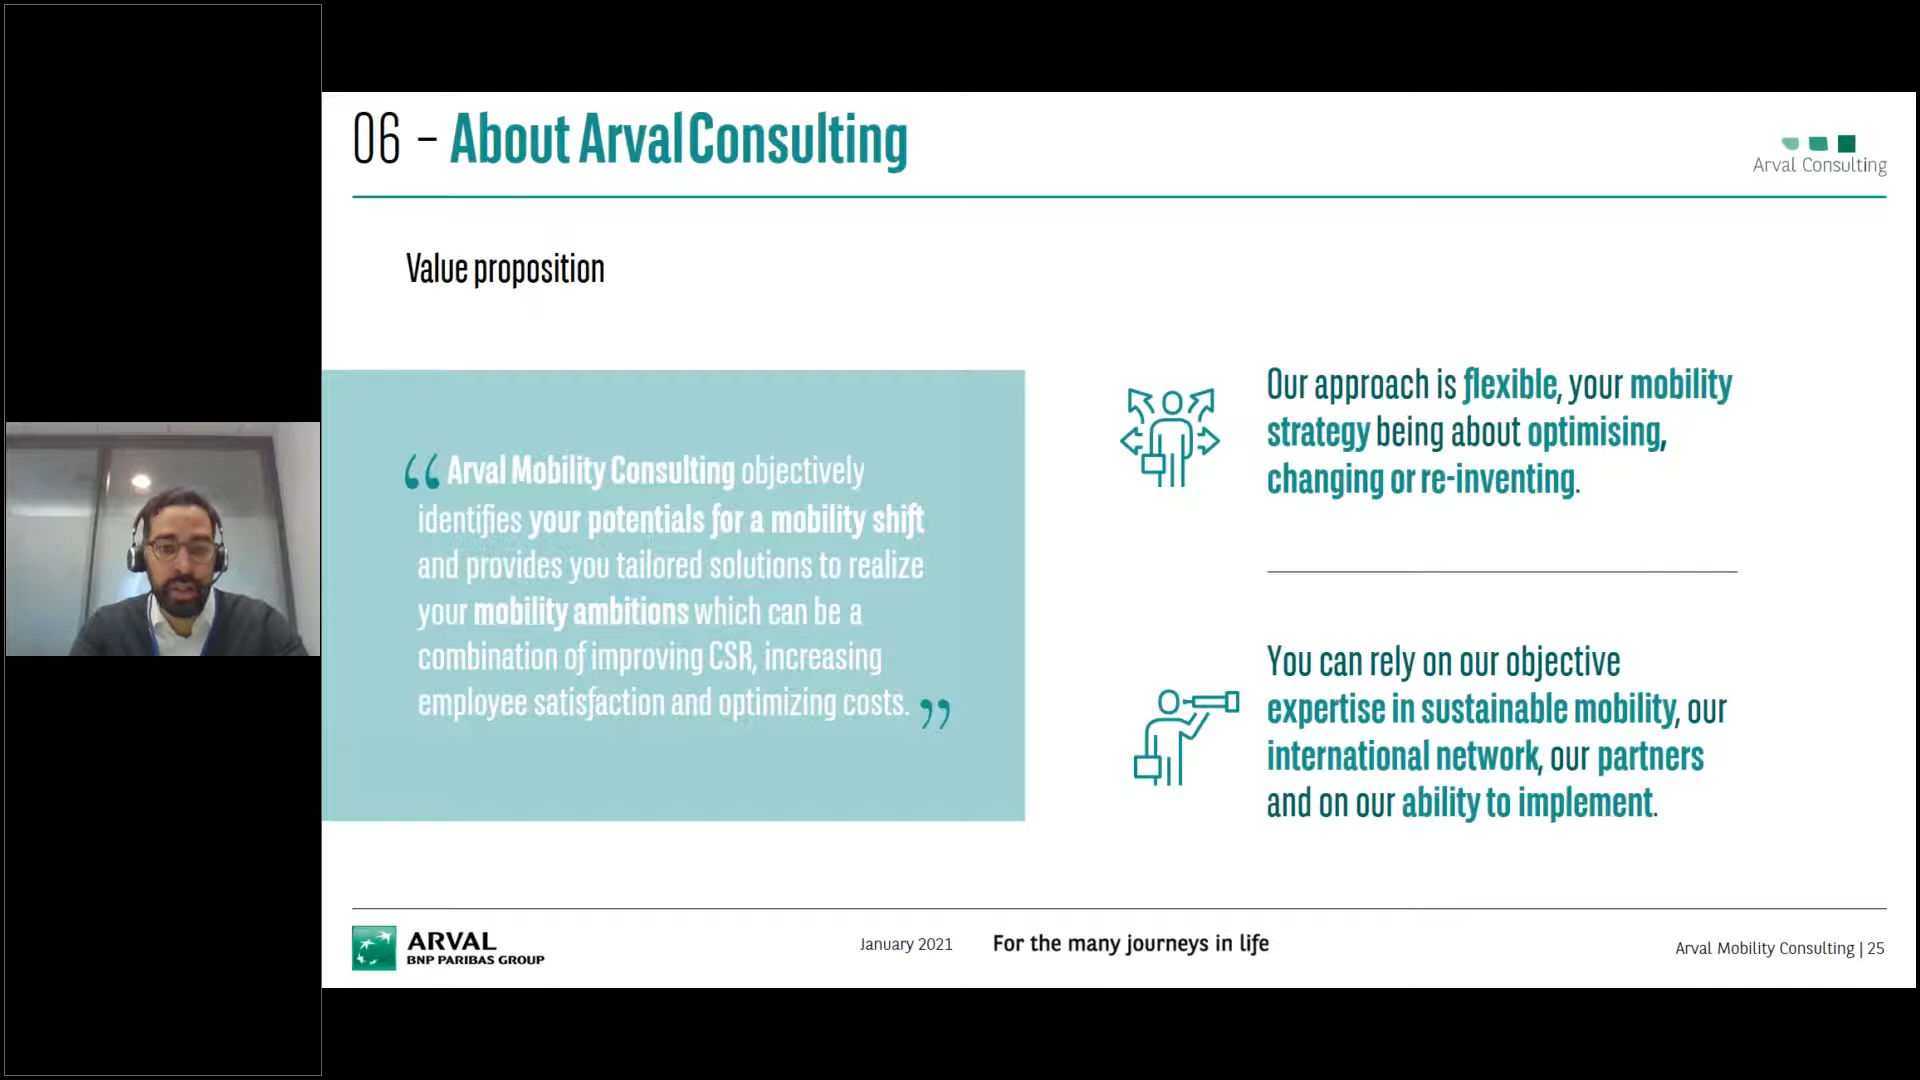 06 – About Arval Consulting
Arval Consulting
Value proposition
“ Arval Mobility Consulting objectively
identifies your potentials for a mobility shift
and provides you tailored solutions to realize
your mobility ambitions which can be a
combination of improving CSR, increasing
employee satisfaction and optimizing costs. ”
Our approach is flexible, your mobility
strategy being about optimising,
changing or re-inventing.
You can rely on our objective
expertise in sustainable mobility, our
international network, our partners
and on our ability to implement.
ARVAL
BNP PARIBAS GROUP
January 2021
For the many journeys in life
Arval Mobility Consulting | 25